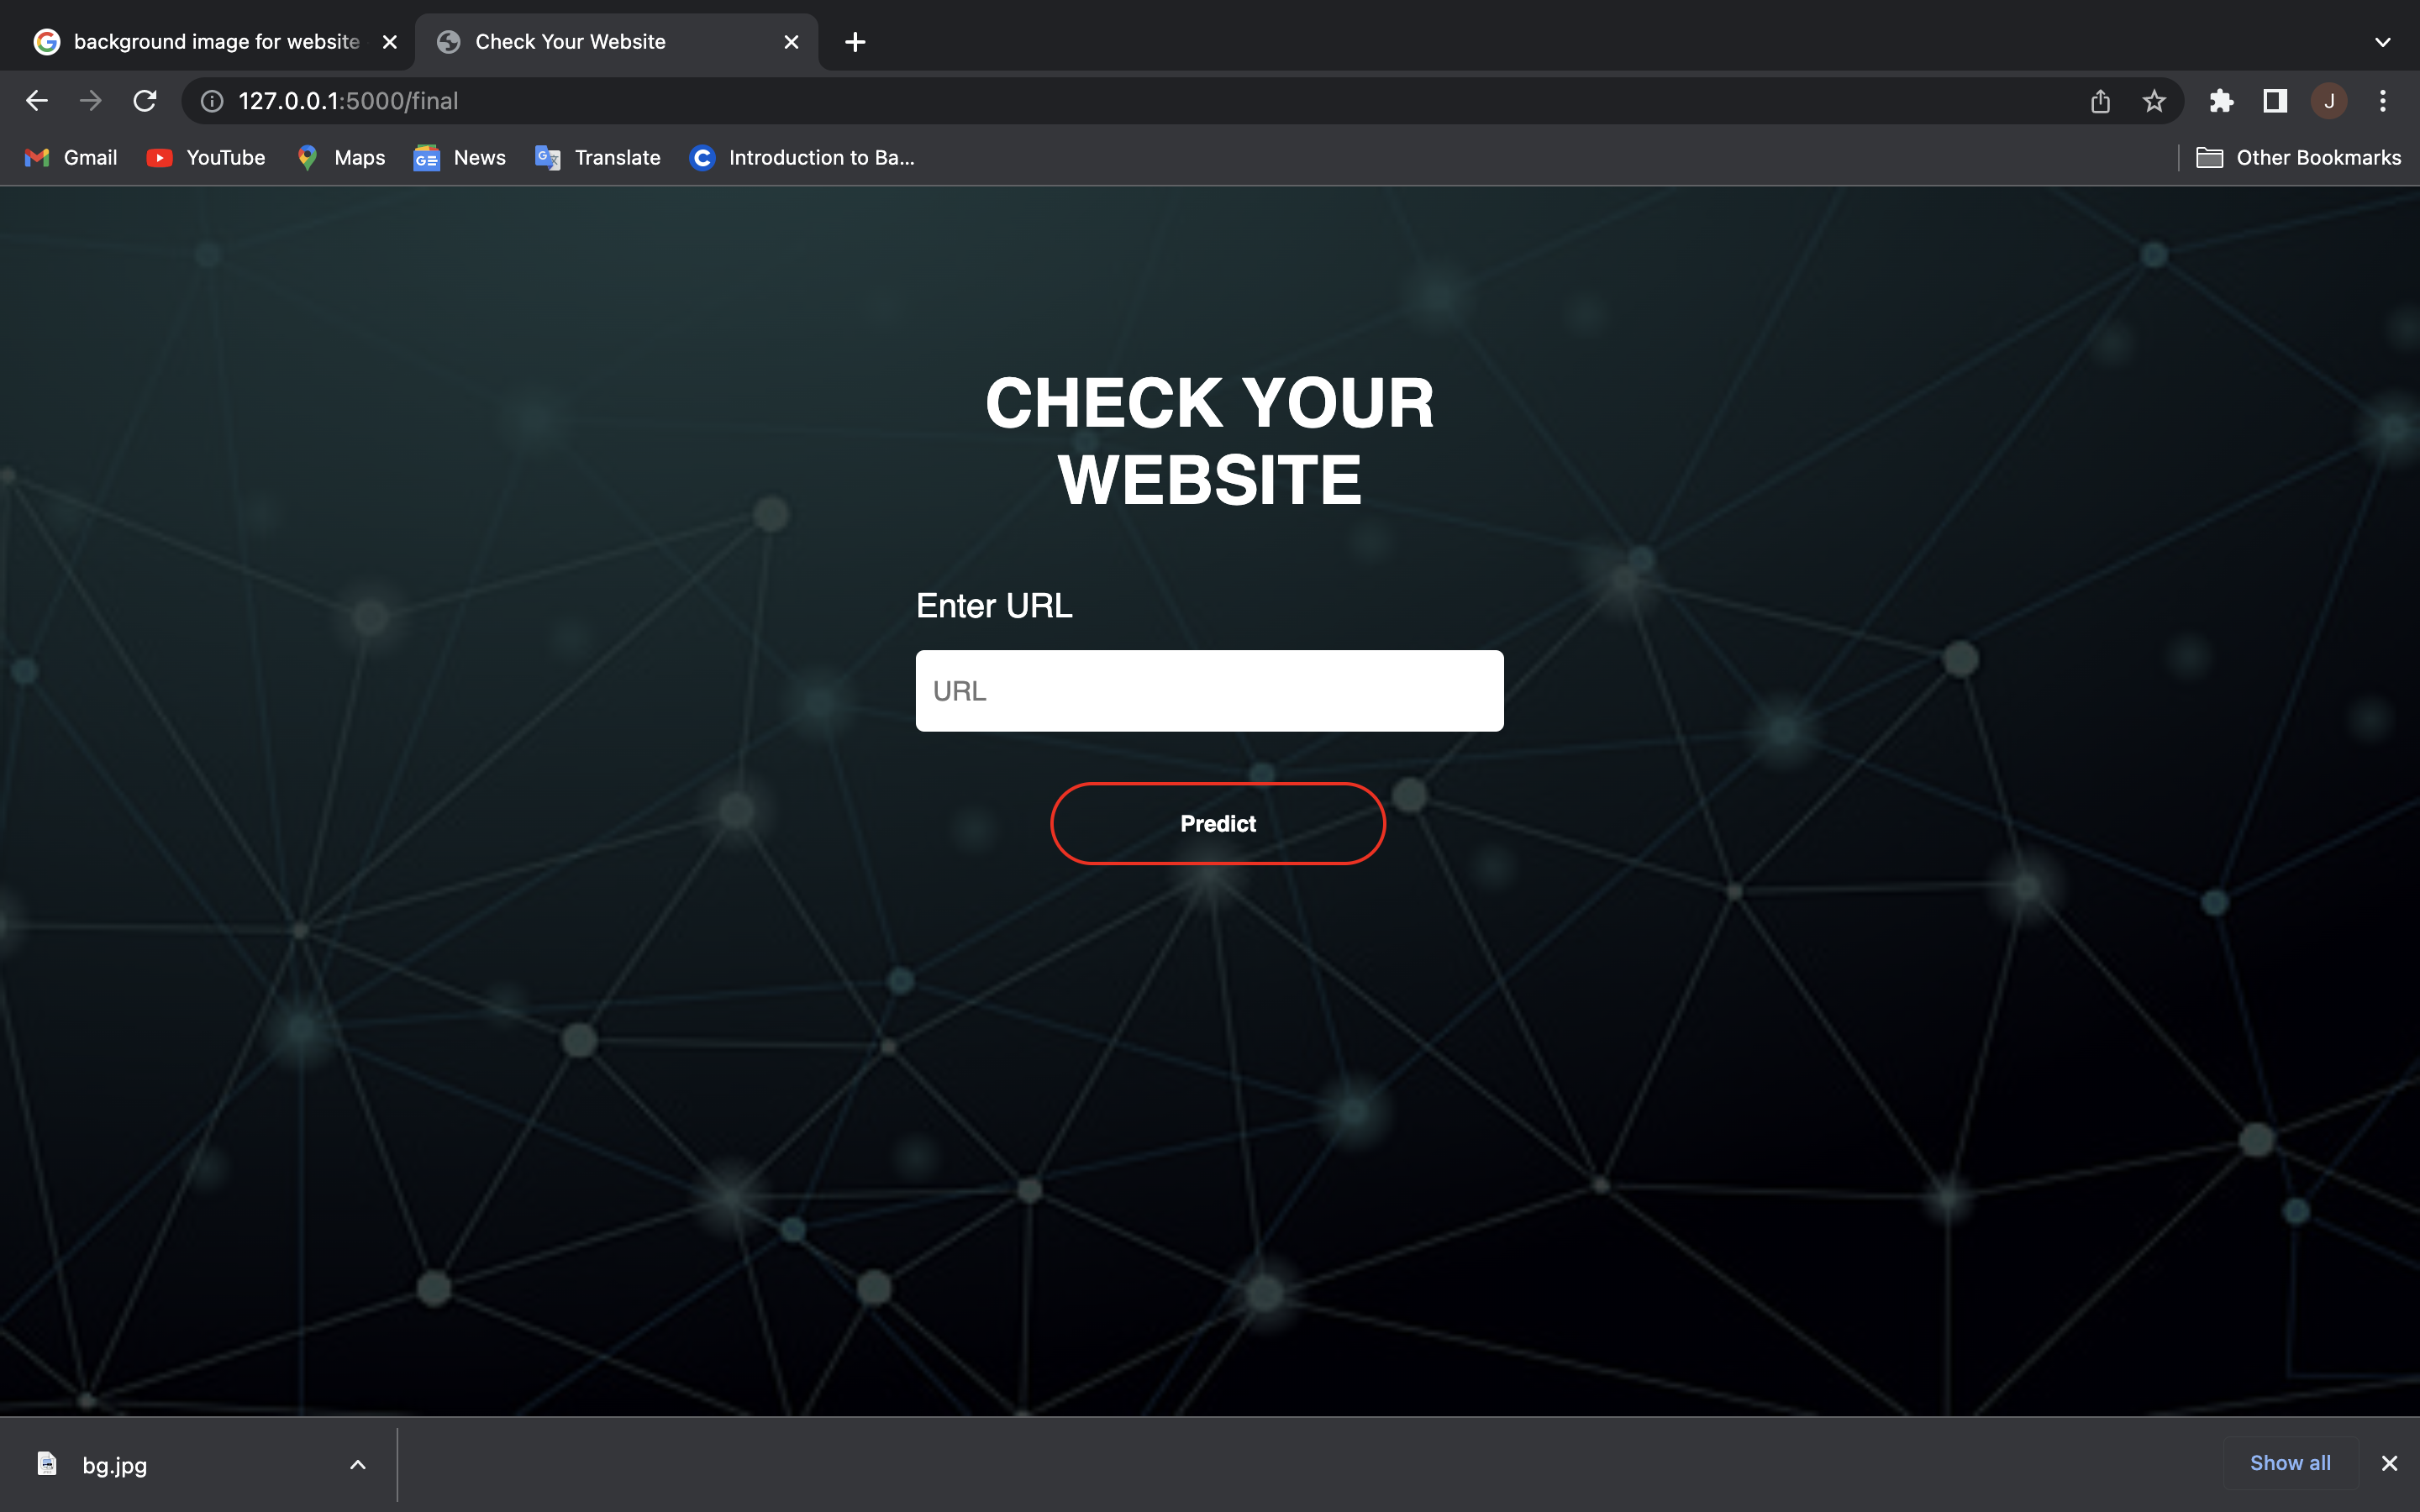 background image for website
Check Your Website
127.0.0.1:5000/final
J
Gmail
YouTube
Maps
News
Translate
Introduction to Ba...
Other Bookmarks
CHECK YOUR
WEBSITE
Enter URL
URL
Predict
bg.jpg
Show all